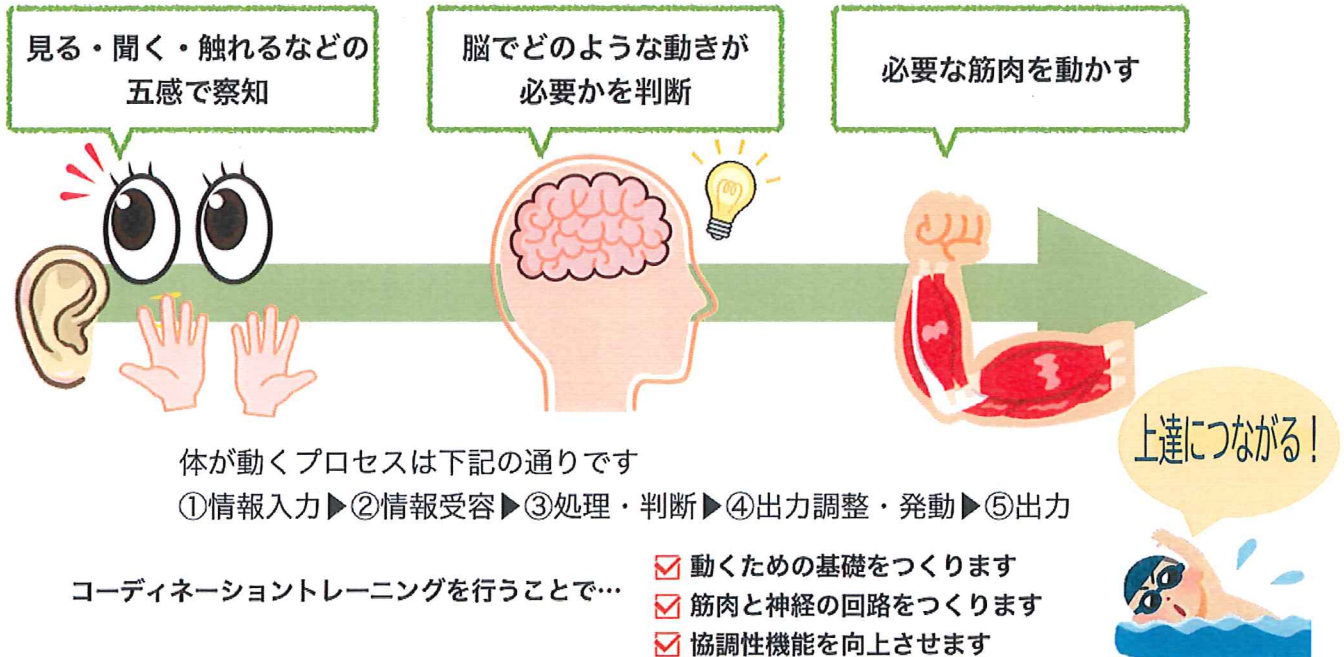 見る・聞く・触れるなどの
五感で察知
脳でどのような動きが
必要かを判断
必要な筋肉を動かす
体が動くプロセスは下記の通りです
①情報入力▶②情報受容▶③処理・判断▶④出力調整・発動▶⑤出力
上達につながる！
コーディネーショントレーニングを行うことで…
動くための基礎をつくります
筋肉と神経の回路をつくります
協調性機能を向上させます